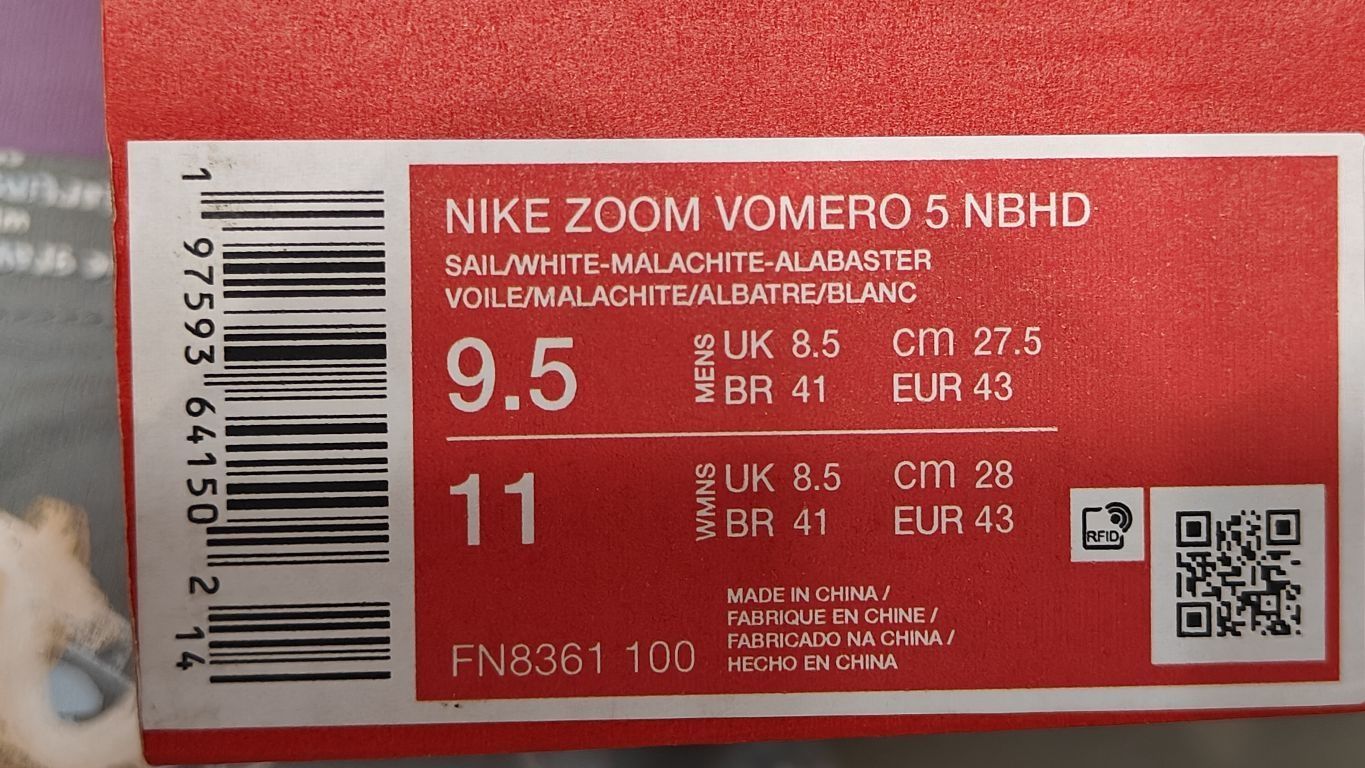 1 97593 64150 2 14
NIKE ZOOM VOMERO 5 NBHD
SAIL/WHITE-MALACHITE-ALABASTER
VOILE/MALACHITE/ALBATRE/BLANC
9.5 MENS UK 8.5 cm 27.5
BR 41 EUR 43
11 WMNS UK 8.5 cm 28
BR 41 EUR 43
RFID
MADE IN CHINA /
FABRIQUE EN CHINE /
FABRICADO NA CHINA /
HECHO EN CHINA
FN8361 100